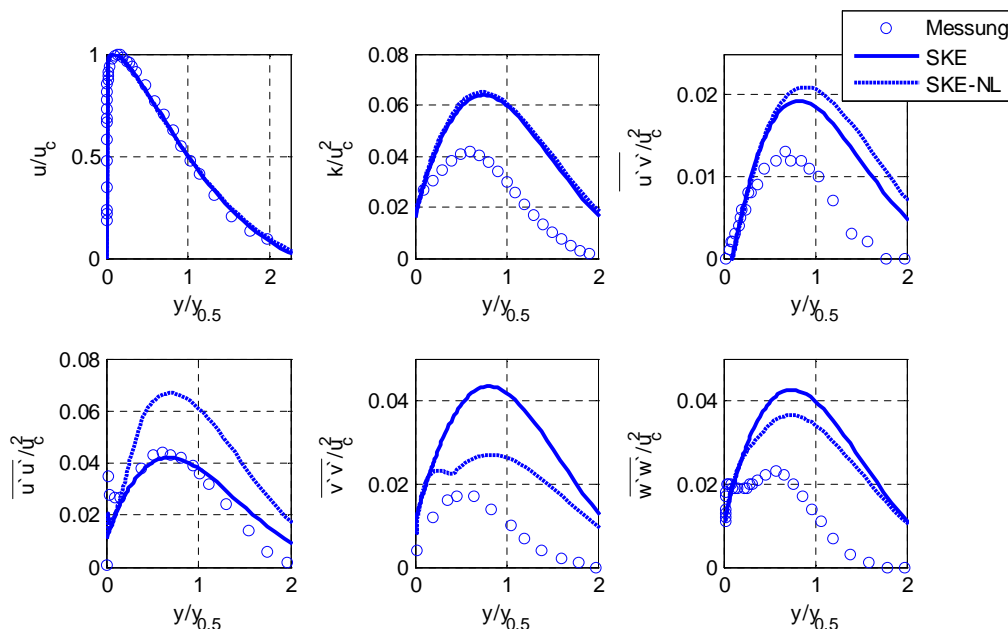 Messung
SKE
SKE-NL
1
0.5
0
u/u_c
0 1 2
y/y_0.5
0.08
0.06
0.04
0.02
0
k/u_c^2
0 1 2
y/y_0.5
0.02
0.01
0
u`v`/u_c^2
0 1 2
y/y_0.5
0.08
0.06
0.04
0.02
0
u`u`/u_c^2
0 1 2
y/y_0.5
0.04
0.02
0
v`v`/u_c^2
0 1 2
y/y_0.5
0.04
0.02
0
w`w`/u_c^2
0 1 2
y/y_0.5